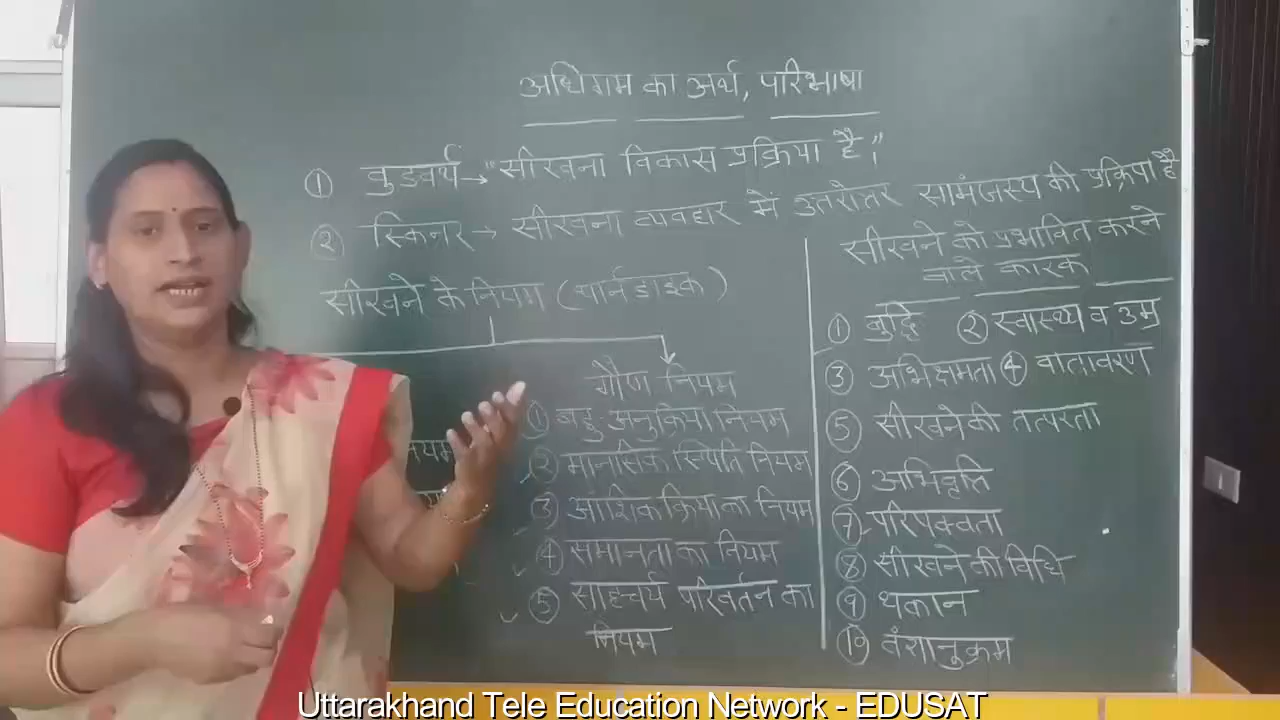 अधिगम का अर्थ, परिभाषा
① वुडवर्थ → "सीखना विकास प्रक्रिया है"।
② स्किनर → सीखना व्यवहार में उतरोत्तर सामंजस्य की प्रक्रिया है
सीखने के नियम (थार्नडाइक)
गौण नियम
① बहु-अनुक्रिया नियम
② मानसिक स्थिति नियम
③ आंशिक क्रिया का नियम
④ समानता का नियम
⑤ साहचर्य परिवर्तन का
नियम
सीखने को प्रभावित करने
वाले कारक
① बुद्धि ② स्वास्थ्य व उम्र
③ अभिक्षमता ④ वातावरण
⑤ सीखने की तत्परता
⑥ अभिवृत्ति
⑦ परिपक्वता
⑧ सीखने की विधि
⑨ थकान
⑩ वंशानुक्रम
Uttarakhand Tele Education Network - EDUSAT